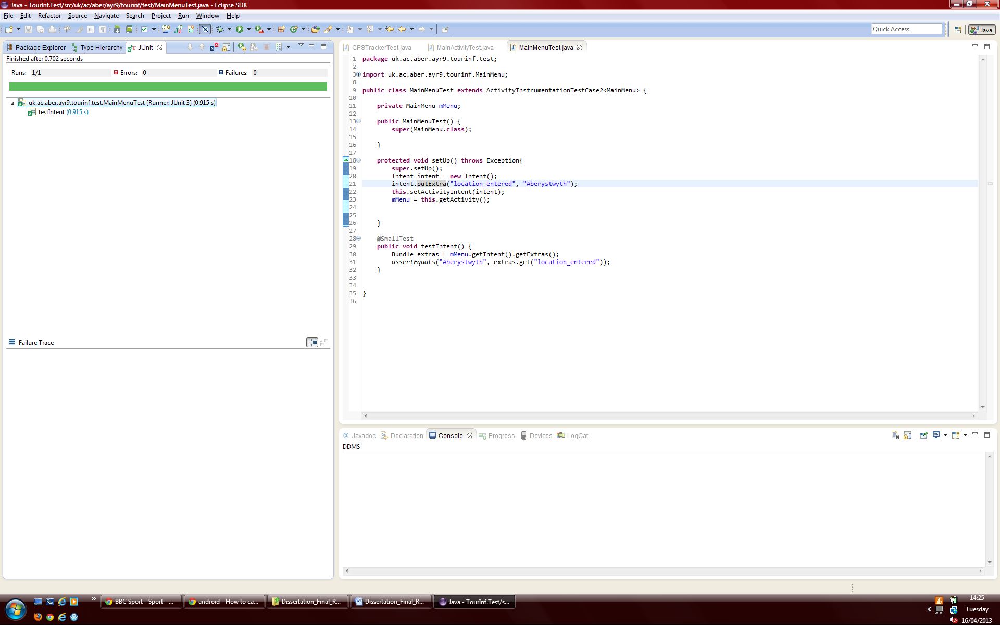 Java - TourInf.Test/src/uk/ac/aber/ayr9/tourinf/test/MainMenuTest.java - Eclipse SDK
File Edit Refactor Source Navigate Search Project Run Window Help
Quick Access
Java
Package Explorer Type Hierarchy JUnit
Finished after 0.702 seconds
Runs: 1/1 Errors: 0 Failures: 0
uk.ac.aber.ayr9.tourinf.test.MainMenuTest [Runner: JUnit 3] (0.915 s)
testIntent (0.915 s)
Failure Trace
GPSTrackerTest.java MainActivityTest.java MainMenuTest.java
1 package uk.ac.aber.ayr9.tourinf.test;
2
3 import uk.ac.aber.ayr9.tourinf.MainMenu;
8
9 public class MainMenuTest extends ActivityInstrumentationTestCase2<MainMenu> {
10
11 private MainMenu mMenu;
12
13 public MainMenuTest() {
14 super(MainMenu.class);
15
16 }
17
18 protected void setUp() throws Exception{
19 super.setUp();
20 Intent intent = new Intent();
21 intent.putExtra("location_entered", "Aberystwyth");
22 this.setActivityIntent(intent);
23 mMenu = this.getActivity();
24
25
26 }
27
28 @SmallTest
29 public void testIntent() {
30 Bundle extras = mMenu.getIntent().getExtras();
31 assertEquals("Aberystwyth", extras.get("location_entered"));
32 }
33
34
35 }
36
@ Javadoc Declaration Console Progress Devices LogCat
DDMS
BBC Sport - Sport - ... android - How to ca... Dissertation_Final_R... Dissertation_Final_R... Java - TourInf.Test/s...
14:25
Tuesday
16/04/2013